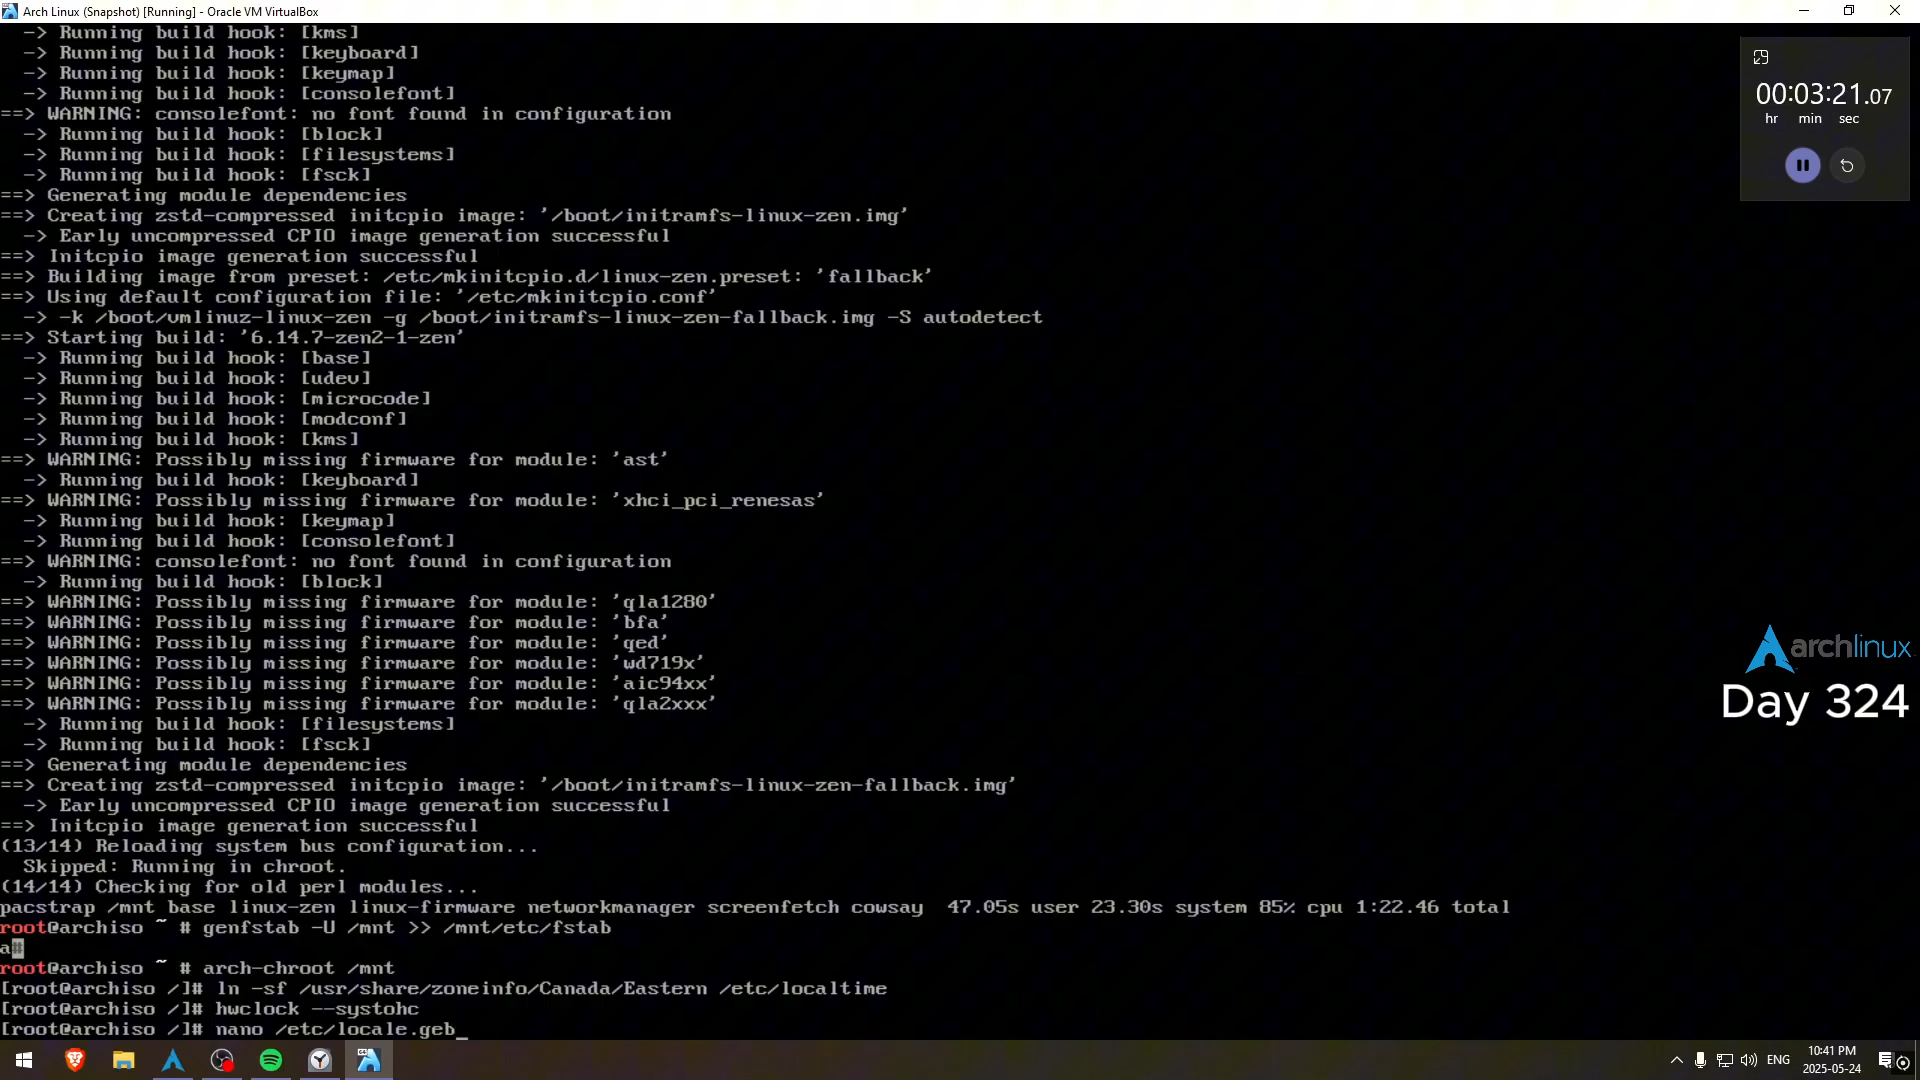 Arch Linux (Snapshot) [Running] - Oracle VM VirtualBox
-> Running build hook: [kms]
-> Running build hook: [keyboard]
-> Running build hook: [keymap]
-> Running build hook: [consolefont]
==> WARNING: consolefont: no font found in configuration
-> Running build hook: [block]
-> Running build hook: [filesystems]
-> Running build hook: [fsck]
==> Generating module dependencies
==> Creating zstd-compressed initcpio image: '/boot/initramfs-linux-zen.img'
-> Early uncompressed CPIO image generation successful
==> Initcpio image generation successful
==> Building image from preset: /etc/mkinitcpio.d/linux-zen.preset: 'fallback'
==> Using default configuration file: '/etc/mkinitcpio.conf'
-> -k /boot/vmlinuz-linux-zen -g /boot/initramfs-linux-zen-fallback.img -S autodetect
==> Starting build: '6.14.7-zen2-1-zen'
-> Running build hook: [base]
-> Running build hook: [udev]
-> Running build hook: [microcode]
-> Running build hook: [modconf]
-> Running build hook: [kms]
==> WARNING: Possibly missing firmware for module: 'ast'
-> Running build hook: [keyboard]
==> WARNING: Possibly missing firmware for module: 'xhci_pci_renesas'
-> Running build hook: [keymap]
-> Running build hook: [consolefont]
==> WARNING: consolefont: no font found in configuration
-> Running build hook: [block]
==> WARNING: Possibly missing firmware for module: 'qla1280'
==> WARNING: Possibly missing firmware for module: 'bfa'
==> WARNING: Possibly missing firmware for module: 'qed'
==> WARNING: Possibly missing firmware for module: 'wd719x'
==> WARNING: Possibly missing firmware for module: 'aic94xx'
==> WARNING: Possibly missing firmware for module: 'qla2xxx'
-> Running build hook: [filesystems]
-> Running build hook: [fsck]
==> Generating module dependencies
==> Creating zstd-compressed initcpio image: '/boot/initramfs-linux-zen-fallback.img'
-> Early uncompressed CPIO image generation successful
==> Initcpio image generation successful
(13/14) Reloading system bus configuration...
Skipped: Running in chroot.
(14/14) Checking for old perl modules...
pacstrap /mnt base linux-zen linux-firmware networkmanager screenfetch cowsay  47.05s user 23.30s system 85% cpu 1:22.46 total
root@archiso ~ # genfstab -U /mnt >> /mnt/etc/fstab
a#
root@archiso ~ # arch-chroot /mnt
[root@archiso /]# ln -sf /usr/share/zoneinfo/Canada/Eastern /etc/localtime
[root@archiso /]# hwclock --systohc
[root@archiso /]# nano /etc/locale.geb_
00:03:21.07
hr min sec
archlinux
Day 324
ENG
10:41 PM
2025-05-24